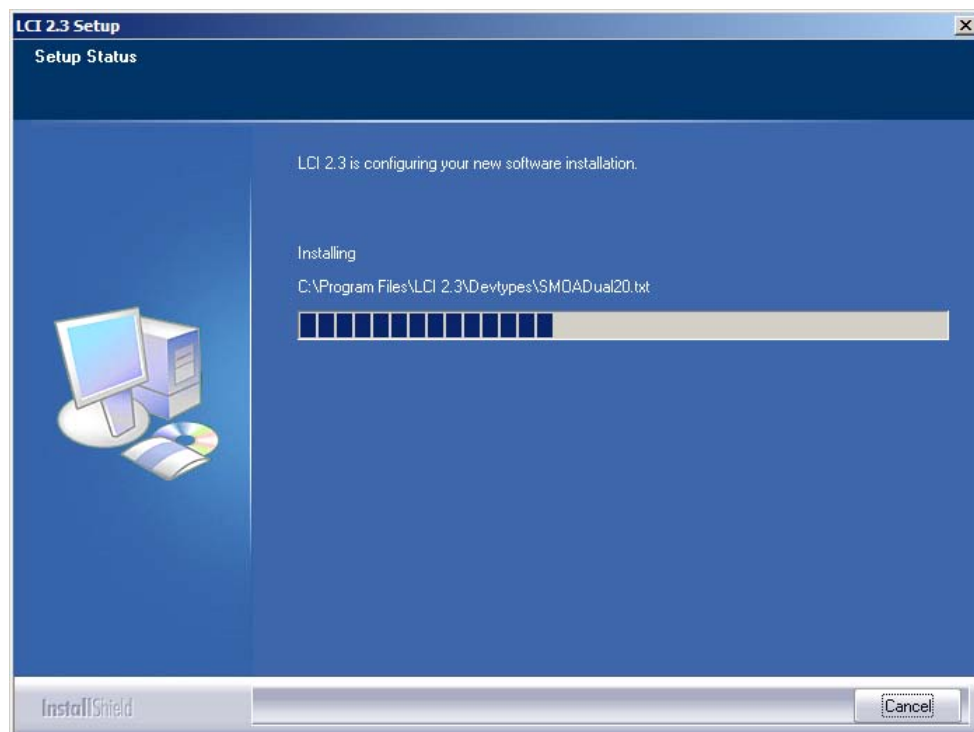 LCI 2.3 Setup
Setup Status
LCI 2.3 is configuring your new software installation.
Installing
C:\Program Files\LCI 2.3\Devtypes\SMOADual20.txt
InstallShield
Cancel